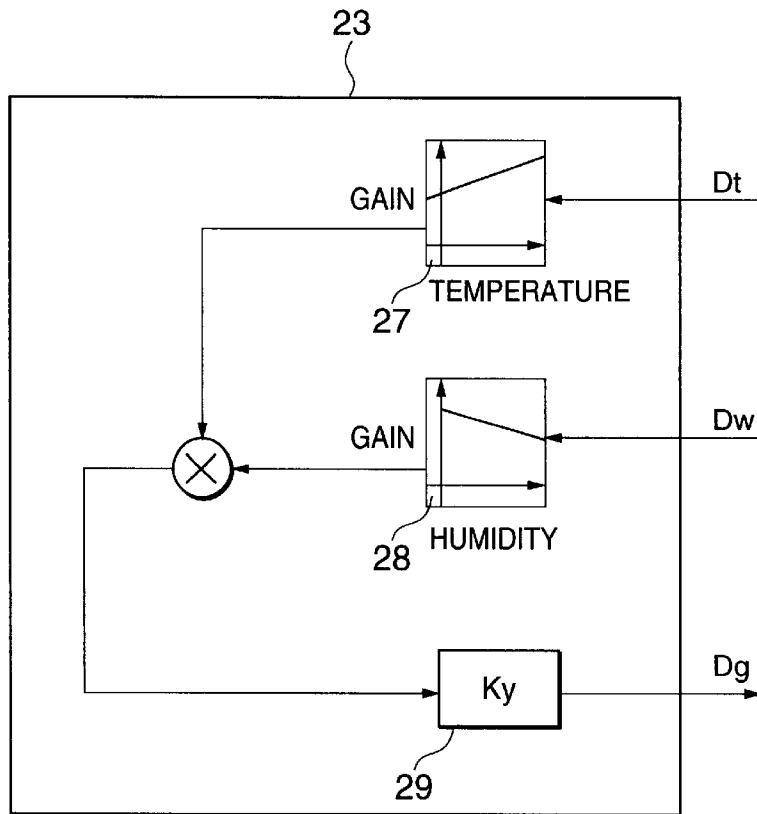 23
GAIN
Dt
27
TEMPERATURE
GAIN
Dw
28
HUMIDITY
Ky
Dg
29